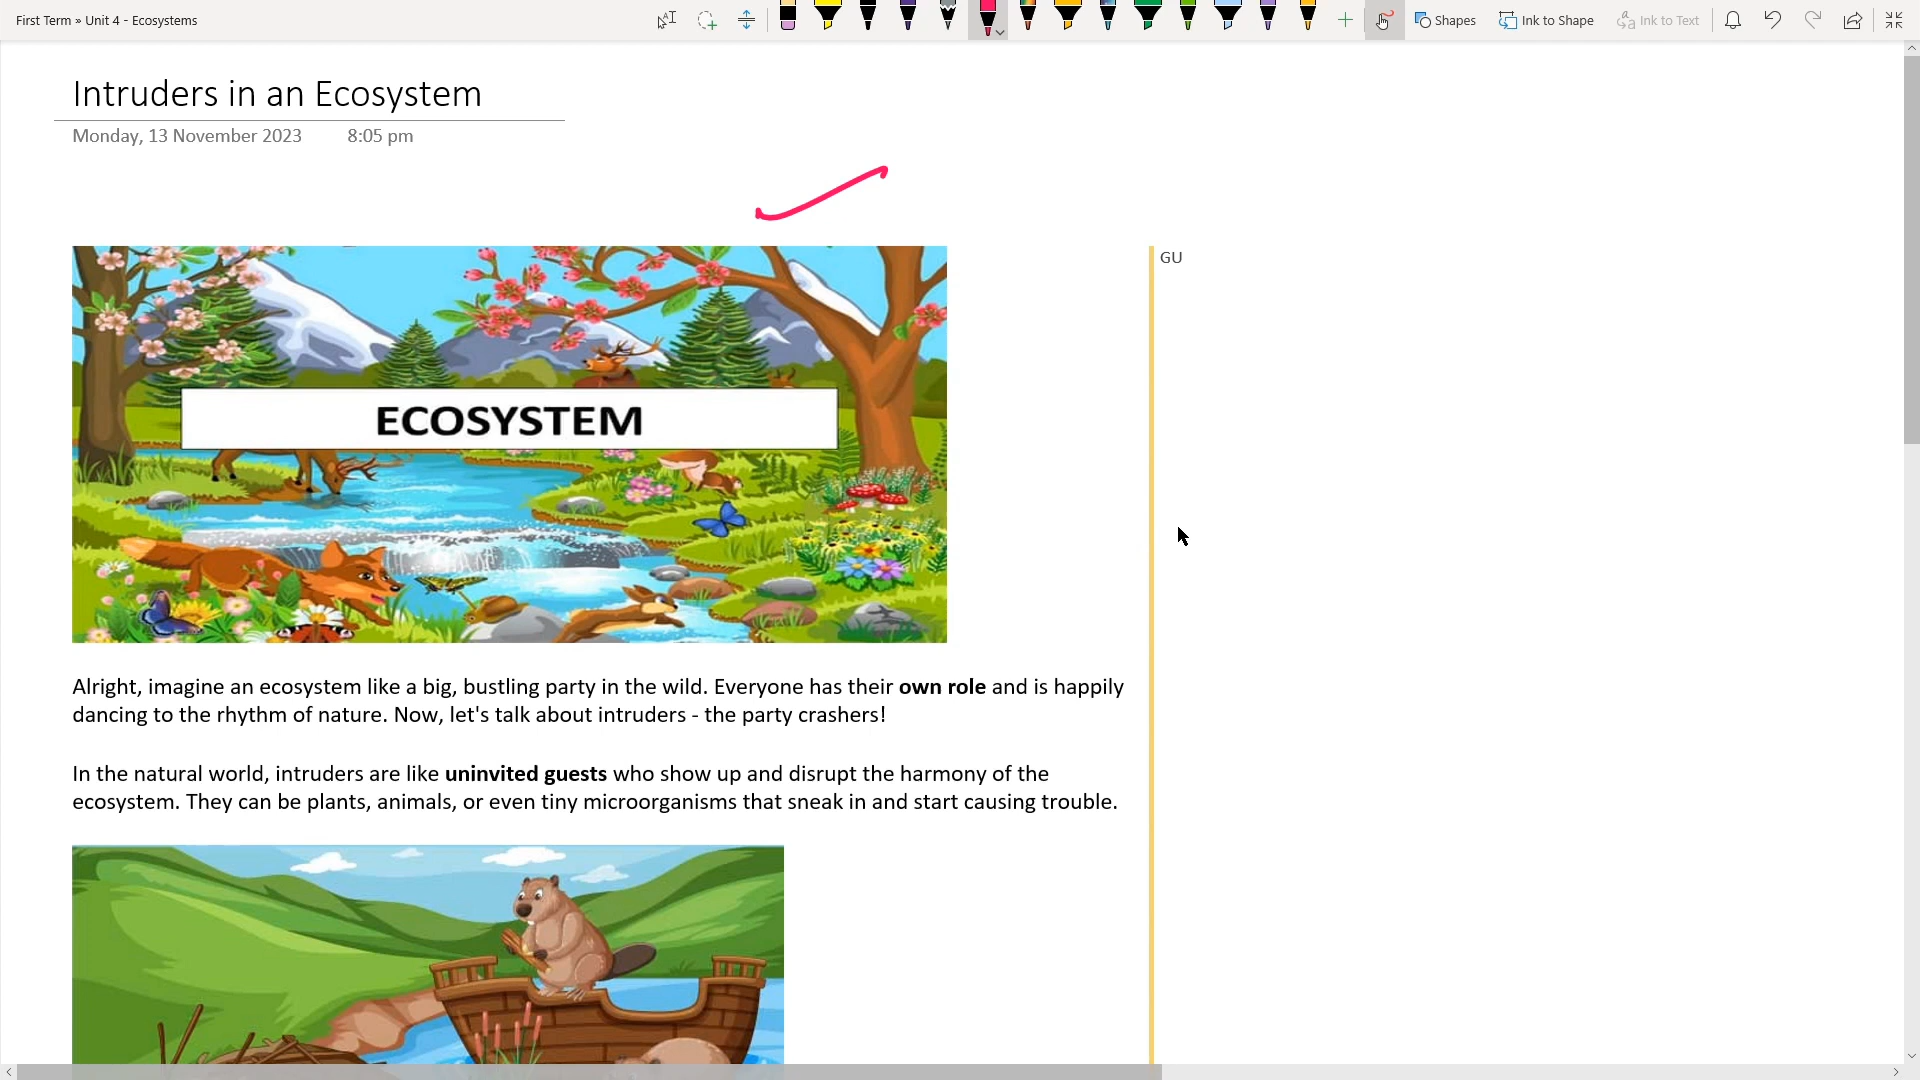 First Term » Unit 4 - Ecosystems
Shapes
Ink to Shape
Ink to Text
Intruders in an Ecosystem
Monday, 13 November 2023 8:05 pm
GU
ECOSYSTEM
Alright, imagine an ecosystem like a big, bustling party in the wild. Everyone has their own role and is happily
dancing to the rhythm of nature. Now, let's talk about intruders - the party crashers!
In the natural world, intruders are like uninvited guests who show up and disrupt the harmony of the
ecosystem. They can be plants, animals, or even tiny microorganisms that sneak in and start causing trouble.